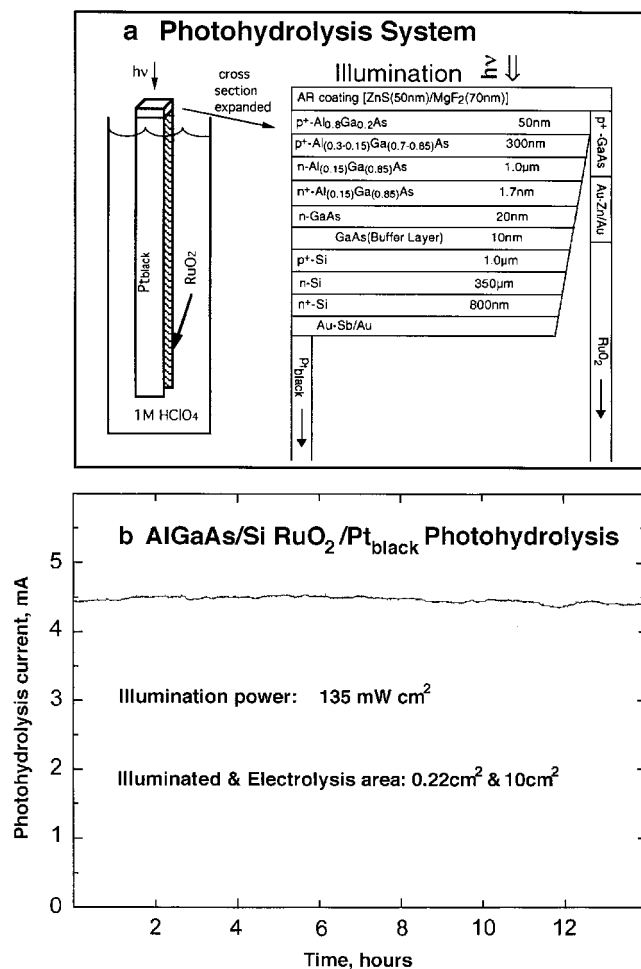 a Photohydrolysis System
hν
cross
section
expanded
Illumination hν
AR coating [ZnS(50nm)/MgF2(70nm)]
p+-Al0.8Ga0.2As 50nm
p+-Al(0.3-0.15)Ga(0.7-0.85)As 300nm
n-Al(0.15)Ga(0.85)As 1.0µm
n+-Al(0.15)Ga(0.85)As 1.7nm
n-GaAs 20nm
GaAs(Buffer Layer) 10nm
p+-Si 1.0µm
n-Si 350µm
n+-Si 800nm
Au-Sb/Au
p+-GaAs
Au-Zn/Au
RuO2
Ptblack
Ptblack
RuO2
1M HClO4
b AlGaAs/Si RuO2/Ptblack Photohydrolysis
Illumination power: 135 mW cm2
Illuminated & Electrolysis area: 0.22cm2 & 10cm2
Photohydrolysis current, mA
5
4
3
2
1
0
2 4 6 8 10 12
Time, hours